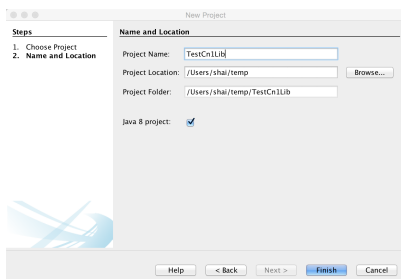 New Project
Steps
1. Choose Project
2. Name and Location
Name and Location
Project Name: TestCn1Lib
Project Location: /Users/shai/temp Browse...
Project Folder: /Users/shai/temp/TestCn1Lib
Java 8 project:
Help < Back Next > Finish Cancel